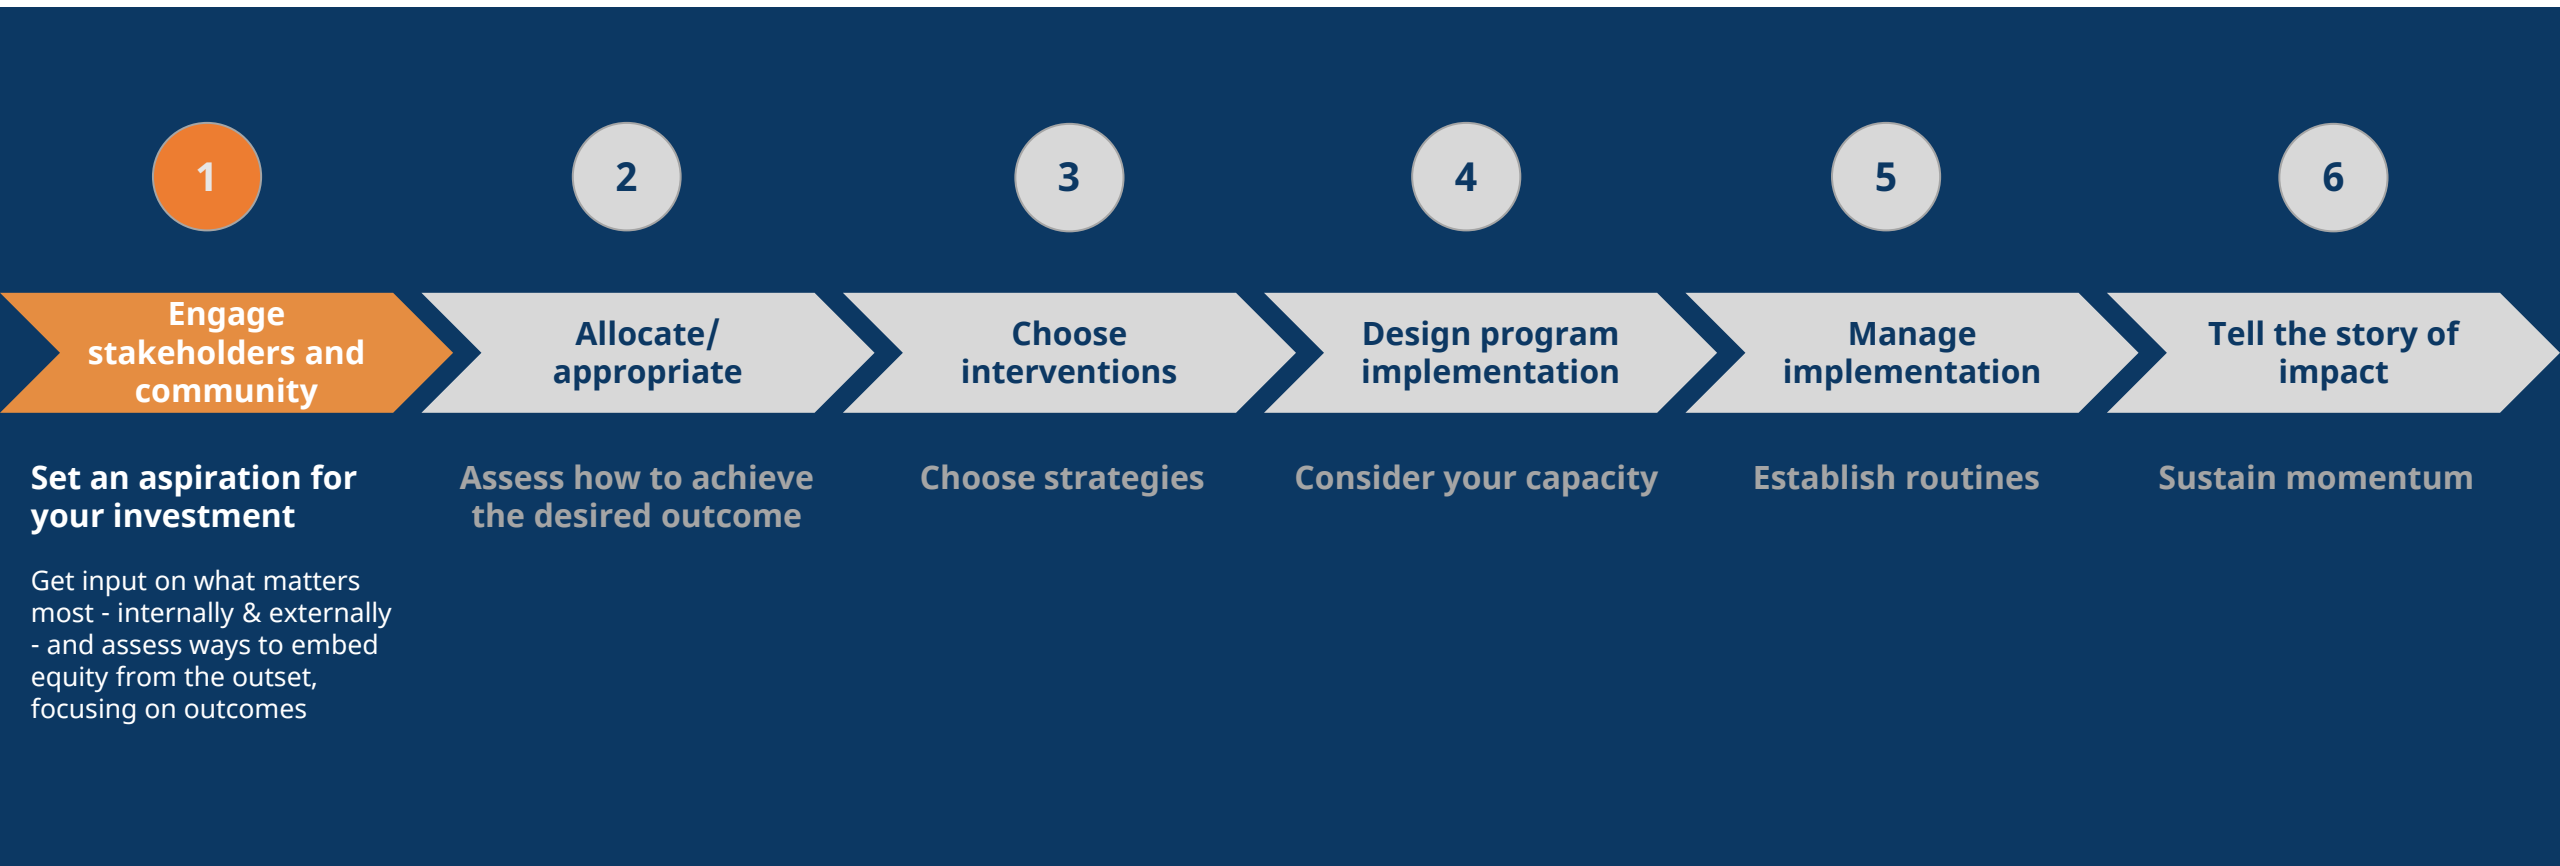 1
2
3
4
5
6
Engage
stakeholders and
community
Allocate/
appropriate
Choose
interventions
Design program
implementation
Manage
implementation
Tell the story of
impact
Set an aspiration for
your investment
Get input on what matters
most - internally & externally
- and assess ways to embed
equity from the outset,
focusing on outcomes
Assess how to achieve
the desired outcome
Choose strategies
Consider your capacity
Establish routines
Sustain momentum